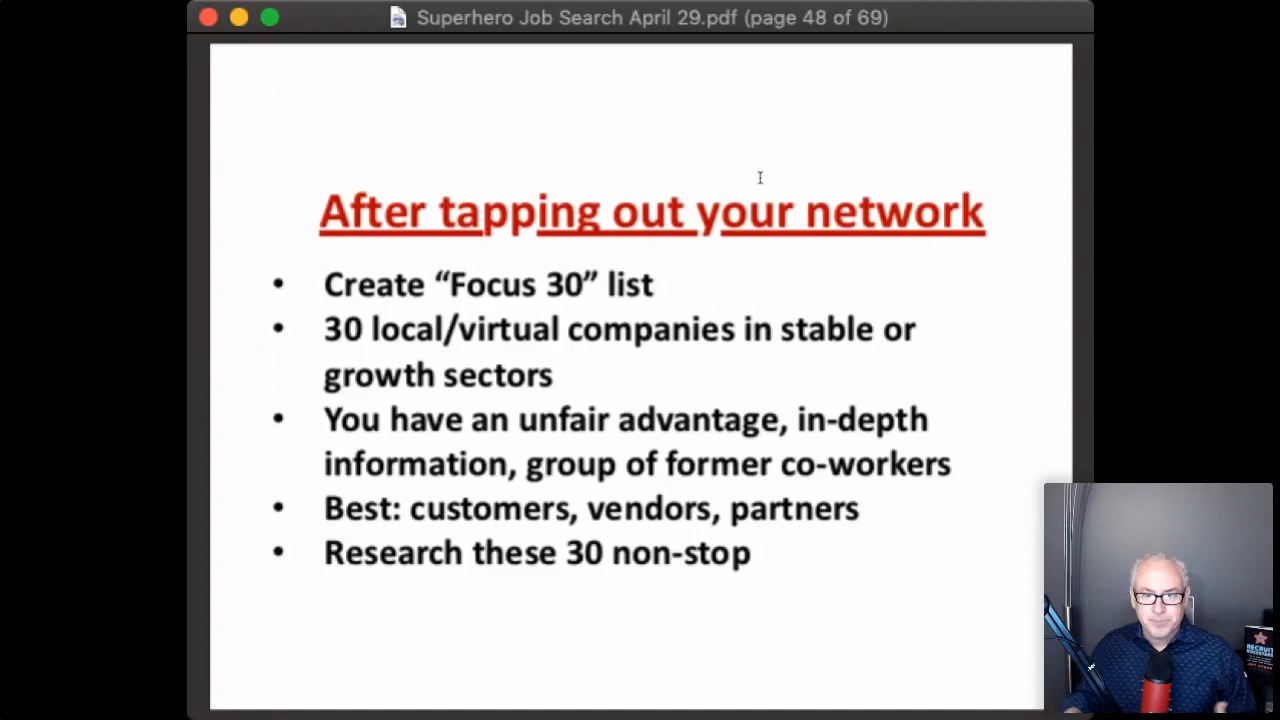 Superhero Job Search April 29.pdf (page 48 of 69)
After tapping out your network
• Create “Focus 30” list
• 30 local/virtual companies in stable or
growth sectors
• You have an unfair advantage, in-depth
information, group of former co-workers
• Best: customers, vendors, partners
• Research these 30 non-stop
RECRUIT
ROCKSTARS